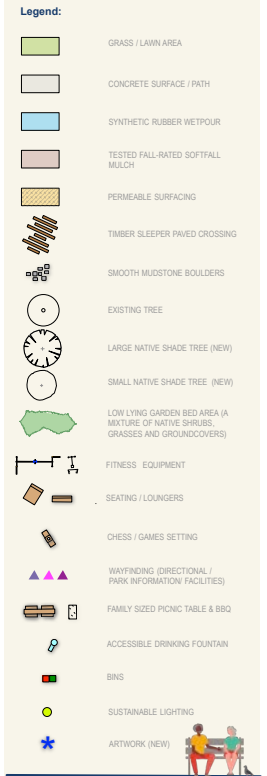 Legend:
GRASS / LAWN AREA
CONCRETE SURFACE / PATH
SYNTHETIC RUBBER WETPOUR
TESTED FALL-RATED SOFTFALL
MULCH
PERMEABLE SURFACING
TIMBER SLEEPER PAVED CROSSING
SMOOTH MUDSTONE BOULDERS
EXISTING TREE
LARGE NATIVE SHADE TREE (NEW)
SMALL NATIVE SHADE TREE (NEW)
LOW LYING GARDEN BED AREA (A
MIXTURE OF NATIVE SHRUBS,
GRASSES AND GROUNDCOVERS)
FITNESS EQUIPMENT
SEATING / LOUNGERS
CHESS / GAMES SETTING
WAYFINDING (DIRECTIONAL /
PARK INFORMATION/ FACILITIES)
FAMILY SIZED PICNIC TABLE & BBQ
ACCESSIBLE DRINKING FOUNTAIN
BINS
SUSTAINABLE LIGHTING
ARTWORK (NEW)